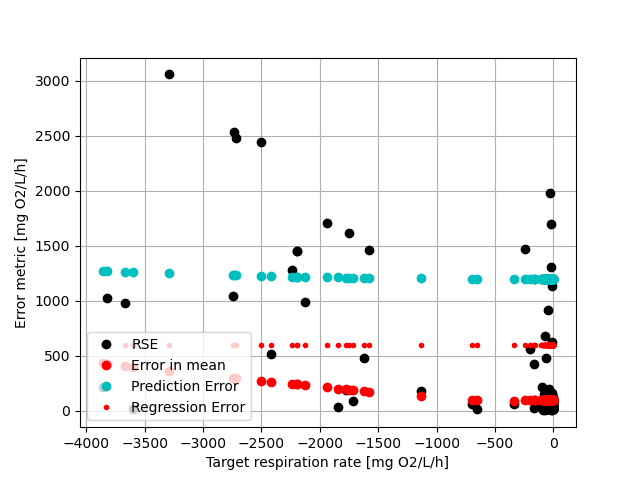 3000
2500
2000
1500
1000
500
0
Error metric [mg O2/L/h]
RSE
Error in mean
Prediction Error
Regression Error
−4000 −3500 −3000 −2500 −2000 −1500 −1000 −500 0
Target respiration rate [mg O2/L/h]